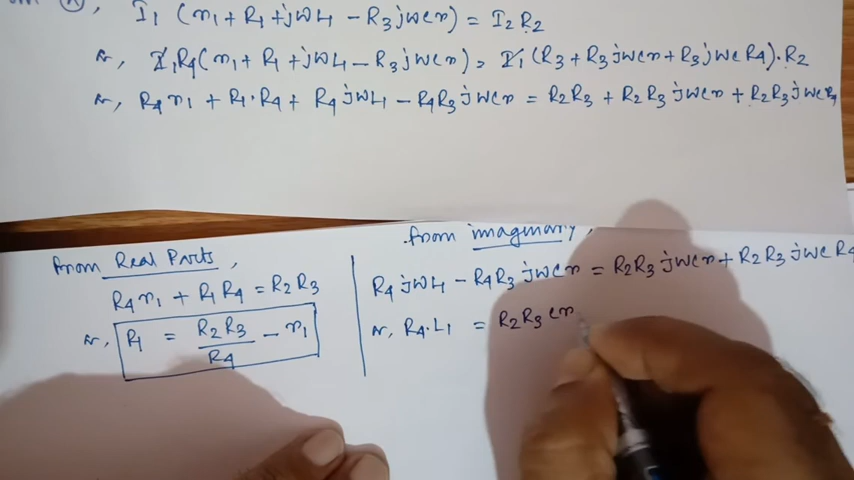 I₁ (r₁ + R₁ + jωL₁ − R₃jωcr) = I₂R₂
or, I₁R₄(r₁ + R₁ + jωL₁ − R₃jωcr) = I₁(R₃ + R₃jωcr + R₃jωcR₄).R₂
or, R₄r₁ + R₁.R₄ + R₄jωL₁ − R₄R₃jωcr = R₂R₃ + R₂R₃jωcr + R₂R₃jωcR₄
From Real Parts,
R₄r₁ + R₁R₄ = R₂R₃
or, R₁ = R₂R₃/R₄ − r₁
from imaginary,
R₄jωL₁ − R₄R₃jωcr = R₂R₃jωcr + R₂R₃jωcR₄
or, R₄.L₁ = R₂R₃cr